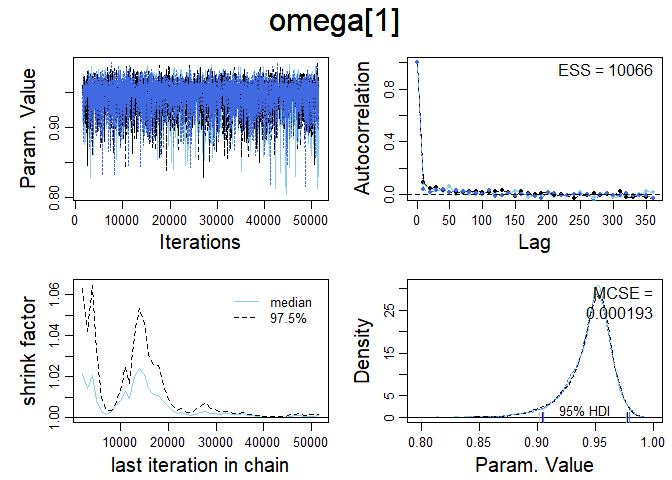 omega[1]
Param. Value
0.80 0.90
0 10000 20000 30000 40000 50000
Iterations
Autocorrelation
0.0 0.4 0.8
ESS = 10066
0 50 100 150 200 250 300 350
Lag
shrink factor
1.00 1.02 1.04 1.06
median
97.5%
10000 20000 30000 40000 50000
last iteration in chain
Density
0 5 15 25
MCSE =
0.000193
95% HDI
0.80 0.85 0.90 0.95 1.00
Param. Value